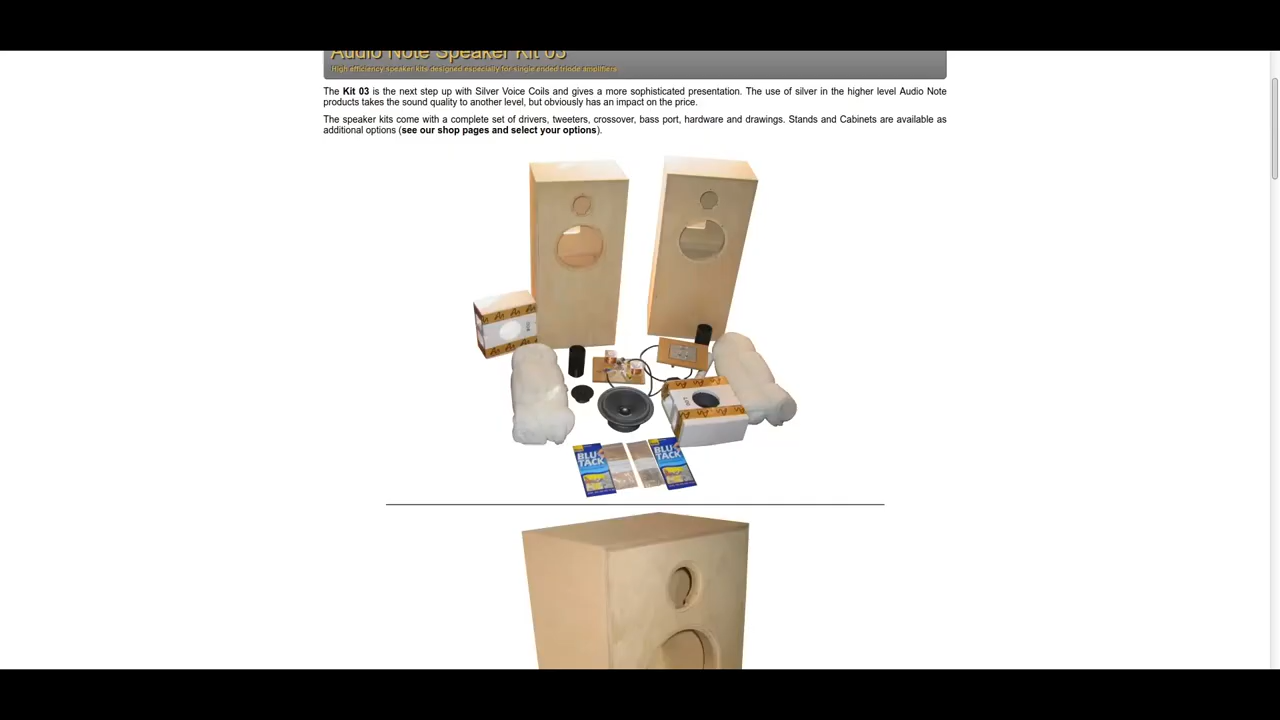 Audio Note Speaker Kit 03
High efficiency speaker kits designed especially for single ended triode amplifiers
The Kit 03 is the next step up with Silver Voice Coils and gives a more sophisticated presentation. The use of silver in the higher level Audio Note
products takes the sound quality to another level, but obviously has an impact on the price.
The speaker kits come with a complete set of drivers, tweeters, crossover, bass port, hardware and drawings. Stands and Cabinets are available as
additional options (see our shop pages and select your options).
BLU
TACK
BLU
TACK